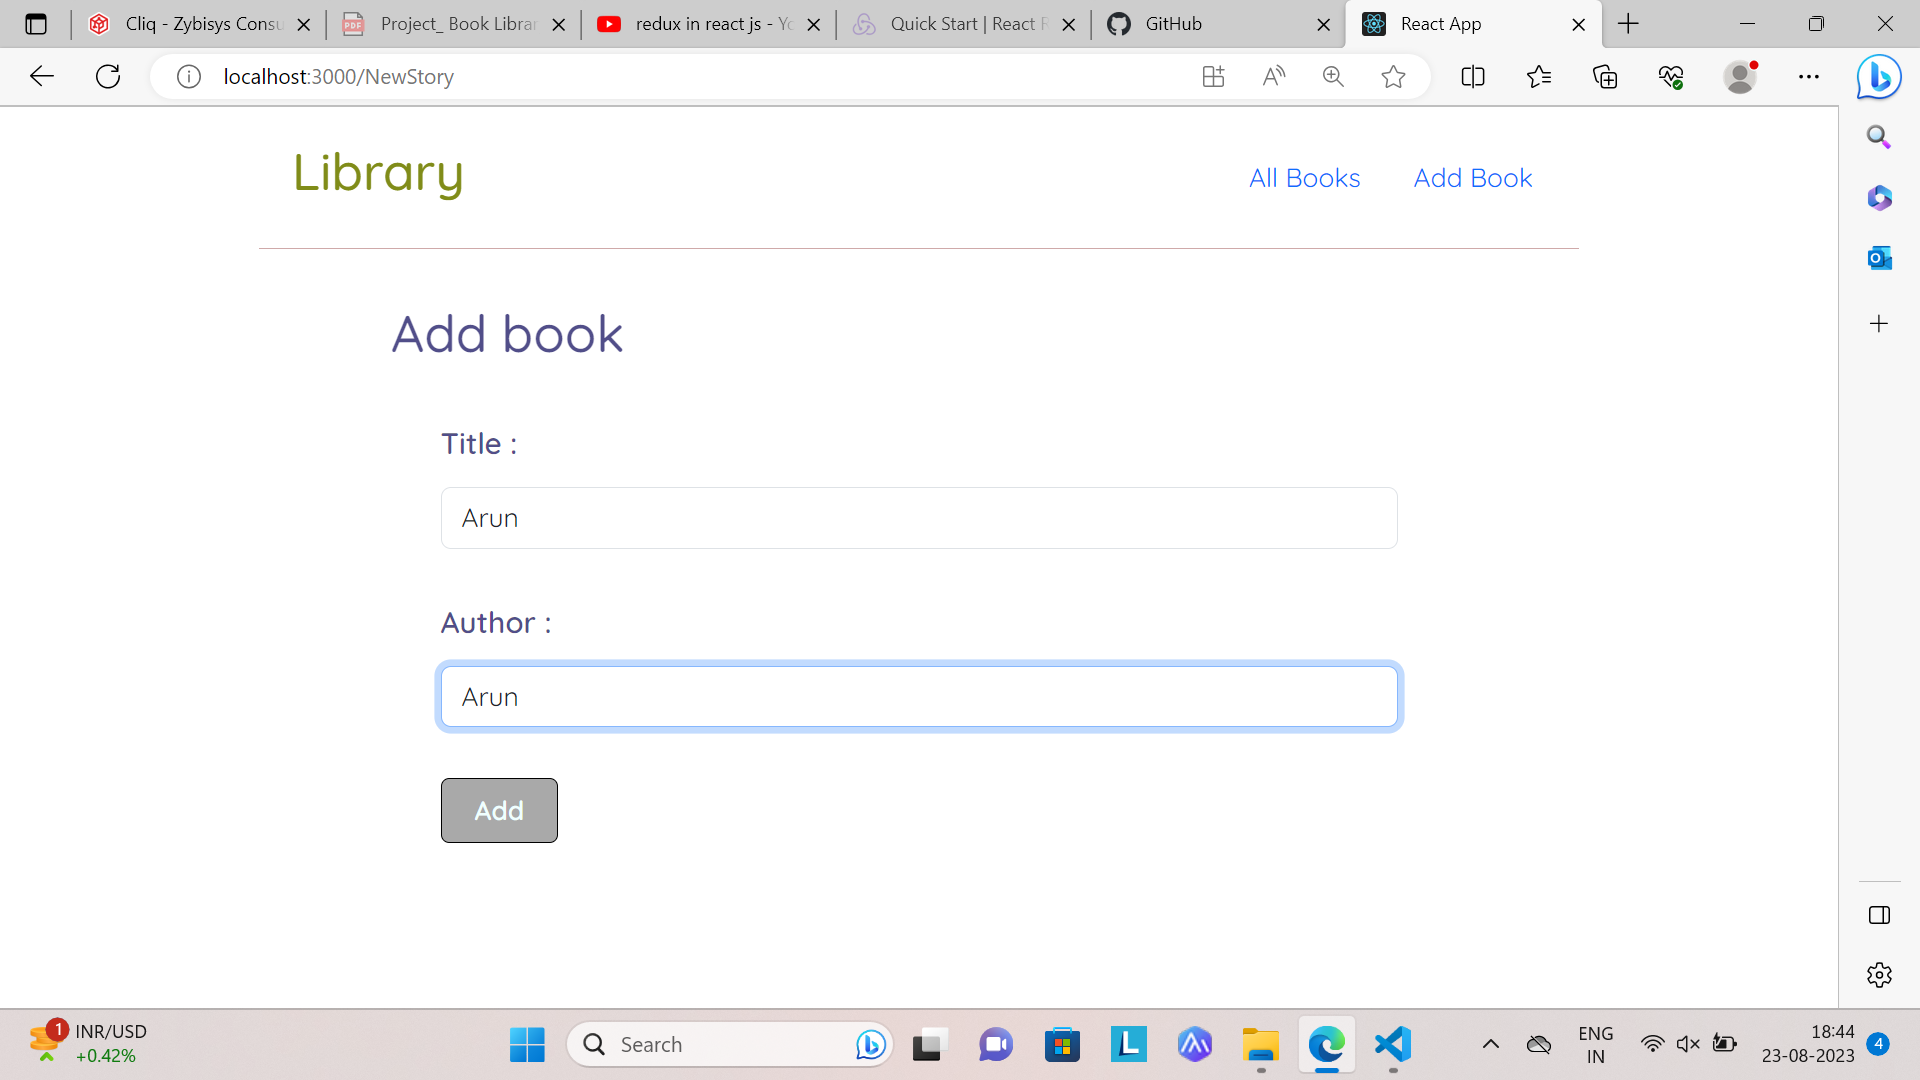 Cliq - Zybisys Consu
Project_ Book Librar
redux in react js - Yo
Quick Start | React R
GitHub
React App
localhost:3000/NewStory
Library
All Books
Add Book
Add book
Title :
Arun
Author :
Arun
Add
1
INR/USD
+0.42%
Search
ENG
IN
18:44
23-08-2023
4